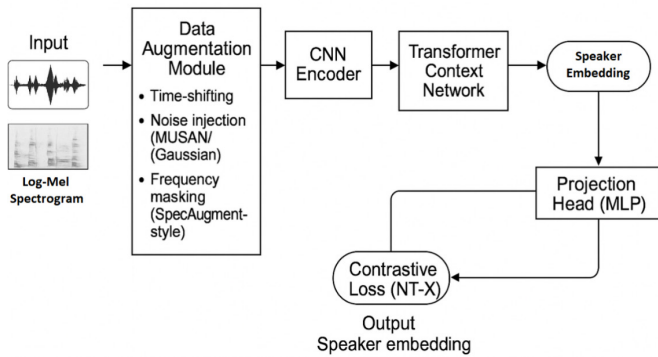 Input
Log-Mel
Spectrogram
Data
Augmentation
Module
• Time-shifting
• Noise injection
(MUSAN/
(Gaussian)
• Frequency
masking
(SpecAugment-
style)
CNN
Encoder
Transformer
Context
Network
Speaker
Embedding
Projection
Head (MLP)
Contrastive
Loss (NT-X)
Output
Speaker embedding